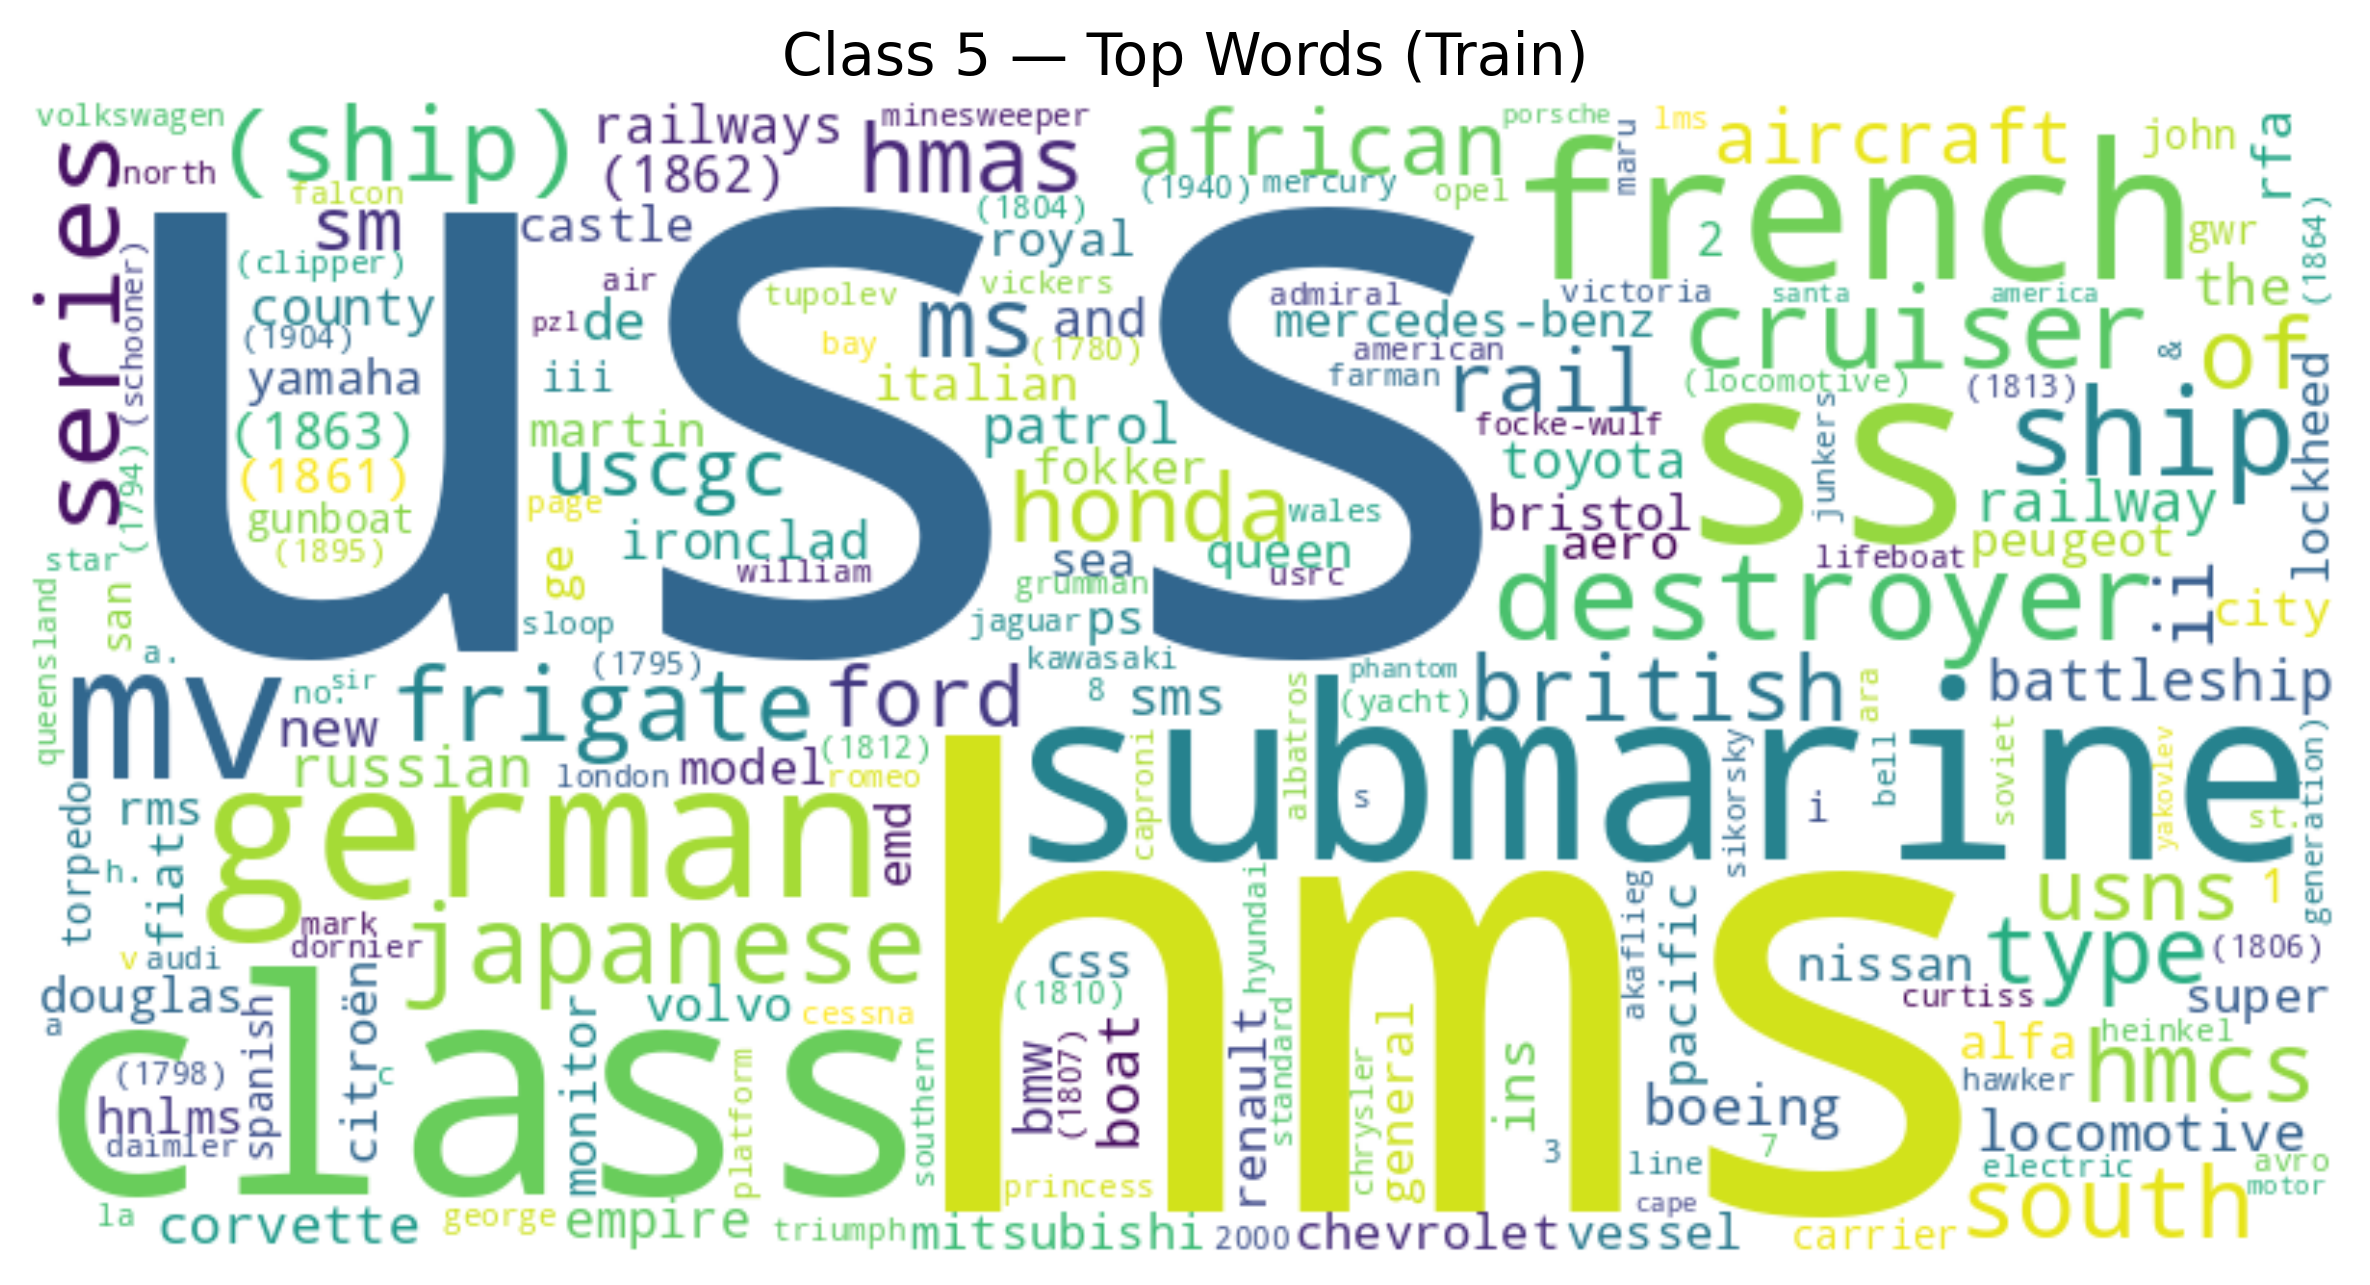 Class 5 — Top Words (Train)
volkswagen
(ship)
railways
minesweeper
african
porsche
maru
lms
aircraft
john
rfa
series
north
falcon
(1862)
hmas
(1940)
mercury
opel
french
2
gwr
(1864)
sm
castle
(1804)
royal
uss
(clipper)
(schooner)
county
air
tupolev
vickers
admiral
victoria
santa
america
the
(1904)
pzl
de
bay
ms
and
(1780)
mercedes-benz
american
cruiser
&
of
yamaha
iii
italian
farman
rail
(locomotive)
(1813)
lockheed
(1863)
martin
patrol
focke-wulf
junkers
ss
ship
(1861)
(1794)
uscgc
fokker
toyota
page
honda
wales
bristol
railway
gunboat
(1895)
ironclad
queen
aero
peugeot
star
ge
william
sea
usrc
lifeboat
san
grumman
destroyer
il
city
queensland
sloop
jaguar
ps
a.
(1795)
kawasaki
phantom
british
battleship
mv
no.
sir
frigate
ford
8
sms
albatros
(yacht)
ara
new
russian
london
model
(1812)
romeo
caproni
submarine
s
sikorsky
i
bell
soviet
yakovlev
st.
generation)
torpedo
rms
german
emd
h.
fiat
hms
hyundai
akaflieg
pacific
usns
1
mark
dornier
japanese
v
audi
css
nissan
type
(1806)
douglas
a
spanish
citroën
volvo
cessna
(1810)
curtiss
super
class
monitor
southern
bmw
(1807)
boat
renault
standard
general
ins
alfa
heinkel
hmcs
(1798)
c
platform
chrysler
boeing
hawker
hnlms
daimler
3
7
locomotive
line
electric
avro
princess
cape
south
motor
la
corvette
george
empire
triumph
mitsubishi
2000
chevrolet
vessel
carrier